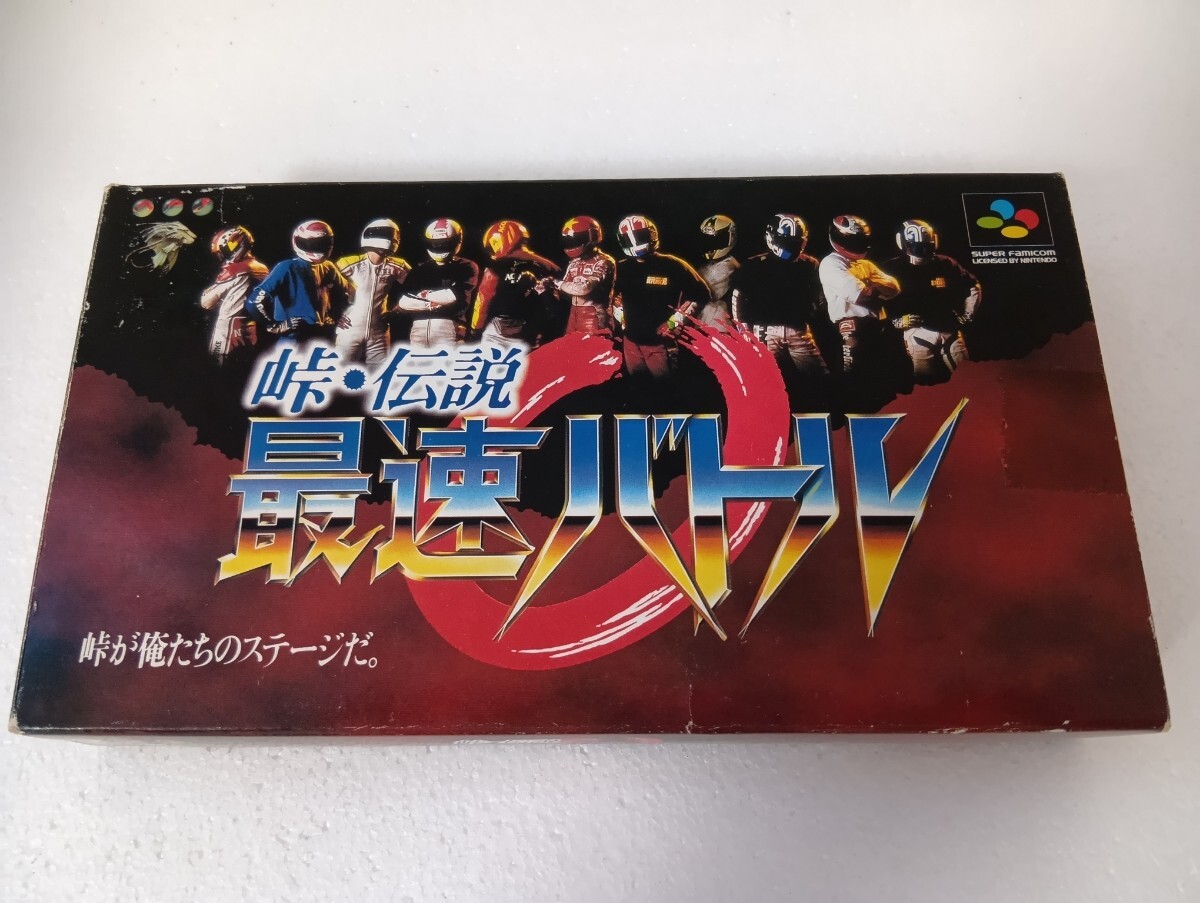 SUPER FAMICOM
LICENSED BY NINTENDO
峠・伝説
最速バトル
峠が俺たちのステージだ。